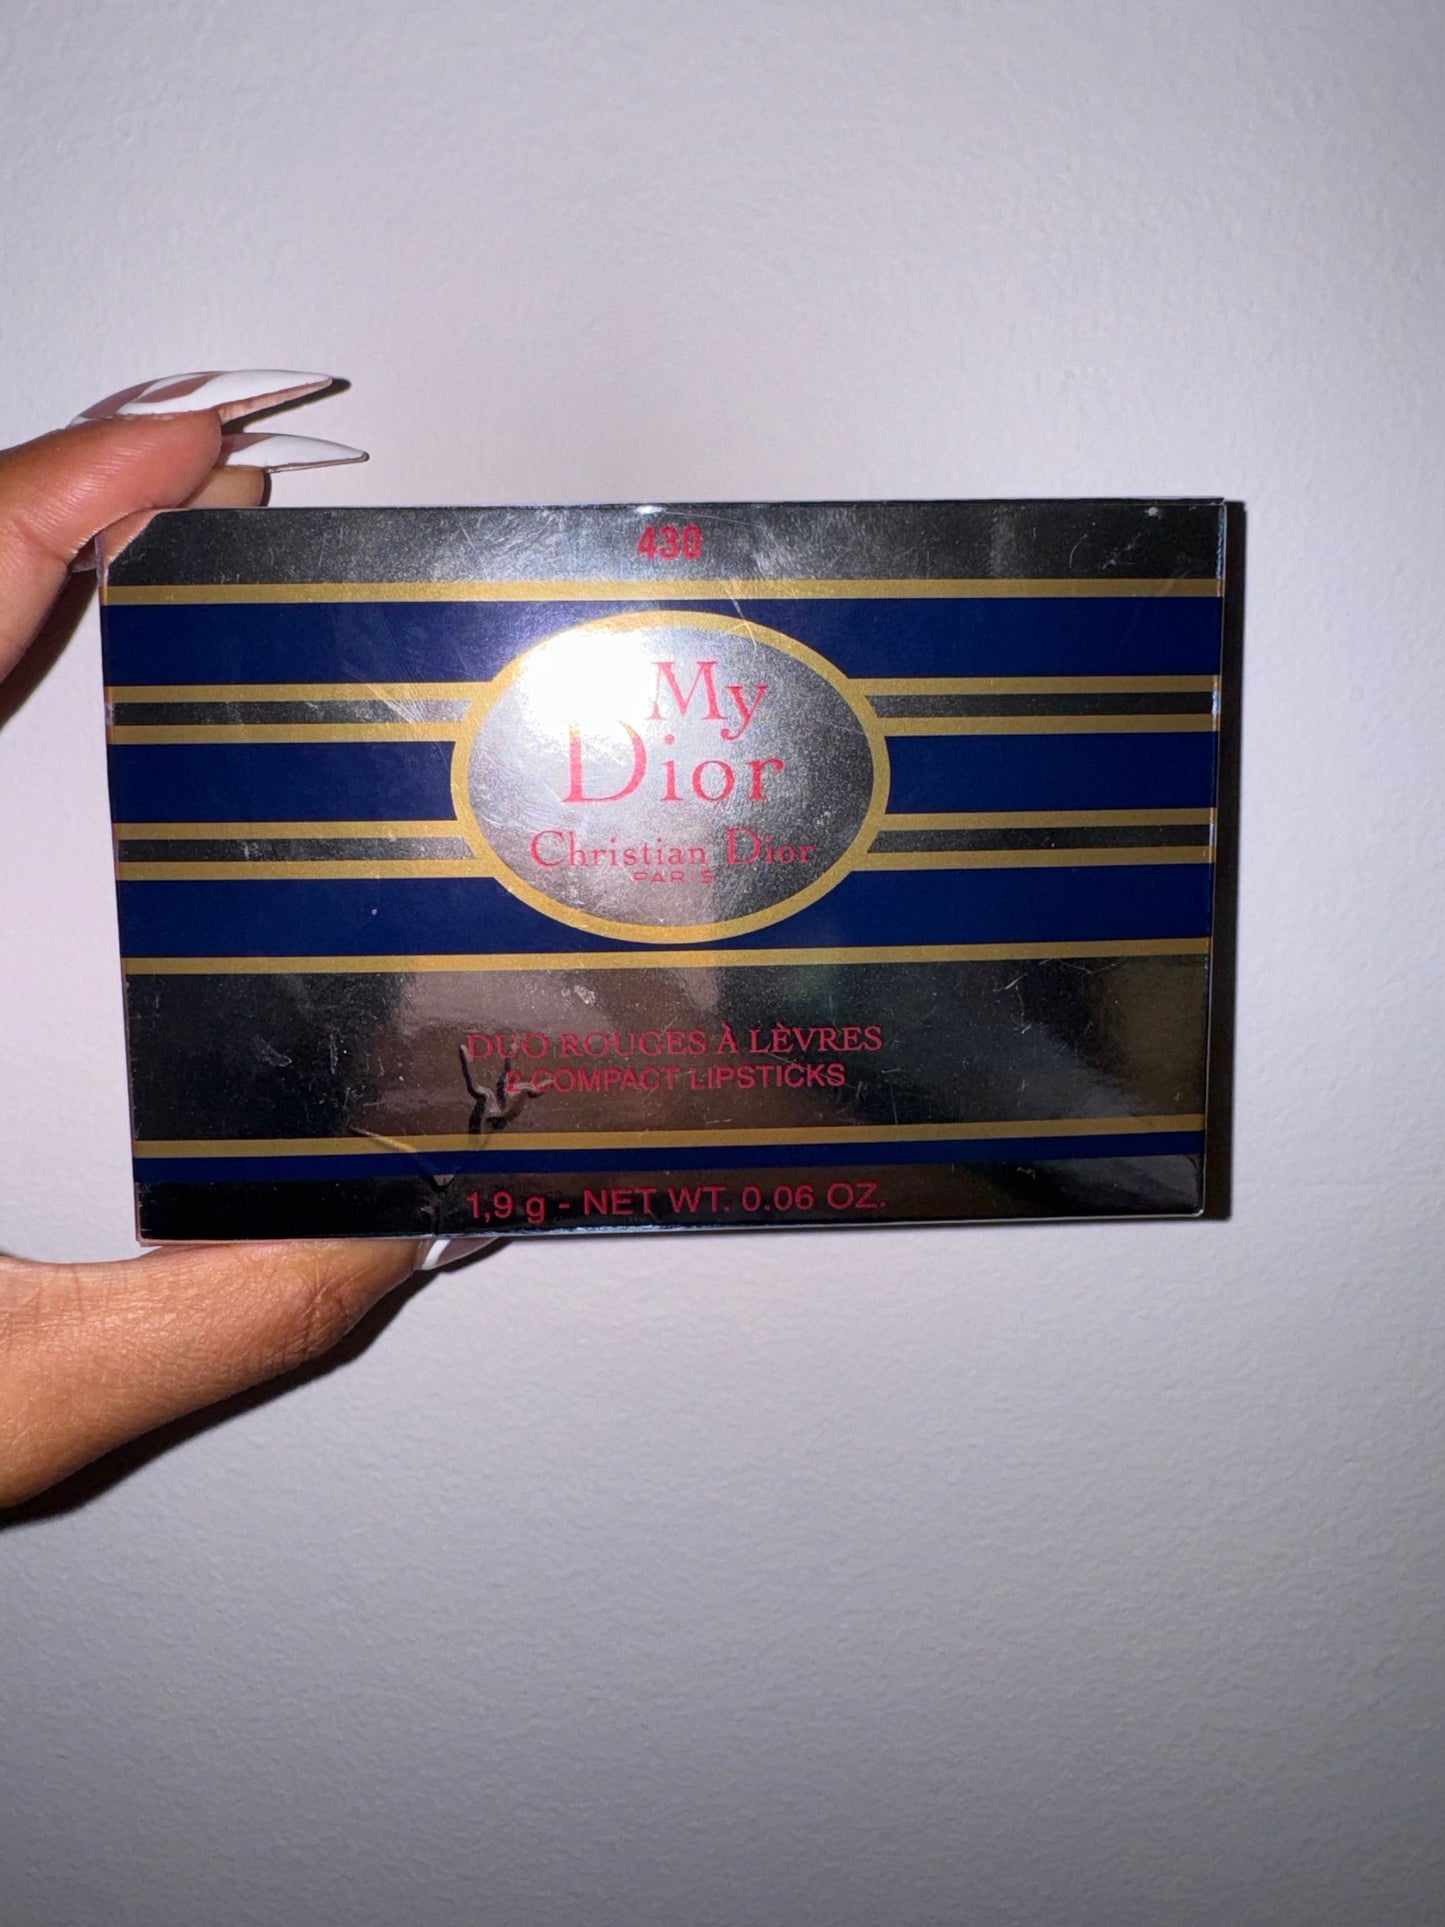 430
My
Dior
Christian Dior
PARIS
DUO ROUGES À LÈVRES
2 COMPACT LIPSTICKS
1,9 g - NET WT. 0.06 OZ.